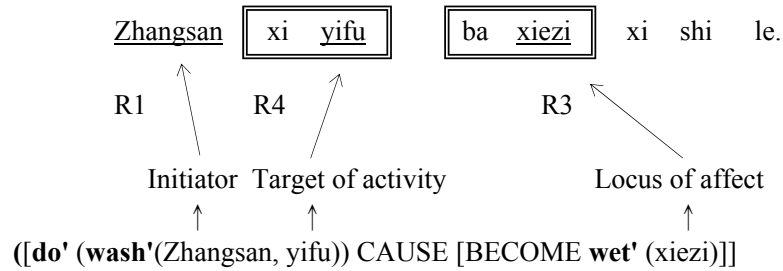 Zhangsan xi yifu ba xiezi xi shi le.
R1 R4 R3
Initiator Target of activity Locus of affect
([do' (wash'(Zhangsan, yifu)) CAUSE [BECOME wet' (xiezi)]]